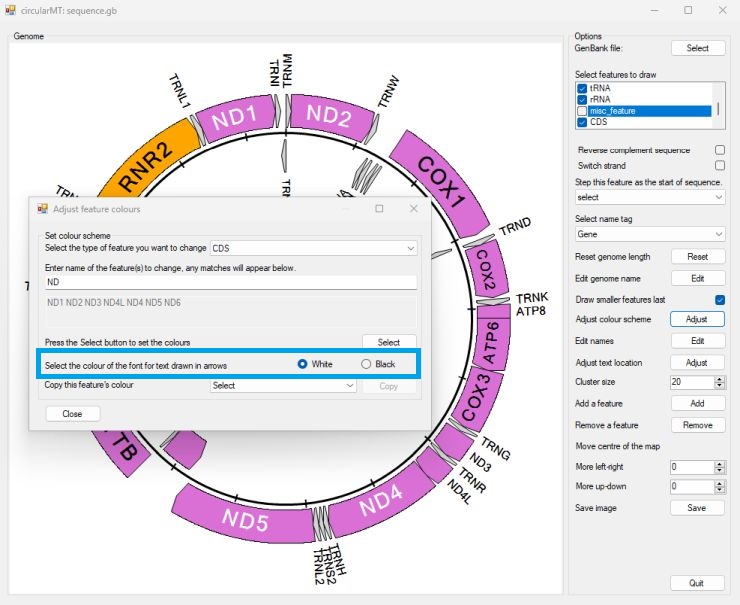 circularMT: sequence.gb
Genome
TRNL1
TRNI
TRNM
TRNW
ND1
ND2
RNR2
COX1
TRND
COX2
TRNK
ATP8
ATP6
COX3
TRNG
ND3
TRNR
ND4L
ND4
TRNH
TRNS2
TRNL2
ND5
Adjust feature colours
Set colour scheme
Select the type of feature you want to change CDS
Enter name of the feature(s) to change, any matches will appear below.
ND
ND1 ND2 ND3 ND4L ND4 ND5 ND6
Press the Select button to set the colours Select
Select the colour of the font for text drawn in arrows White Black
Copy this feature's colour Select Copy
Close
Options
GenBank file: Select
Select features to draw
tRNA
rRNA
misc_feature
CDS
Reverse complement sequence
Switch strand
Step this feature as the start of sequence.
select
Select name tag
Gene
Reset genome length Reset
Edit genome name Edit
Draw smaller features last
Adjust colour scheme Adjust
Edit names Edit
Adjust text location Adjust
Cluster size 20
Add a feature Add
Remove a feature Remove
Move centre of the map
More left-right 0
More up-down 0
Save image Save
Quit